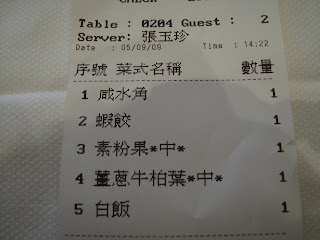 CHECK
Table : 0204 Guest : 2
Server: 張玉珍
Date : 05/09/09 Time : 14:22
序號 菜式名稱 數量
1 咸水角 1
2 蝦餃 1
3 素粉果*中* 1
4 薑蔥牛柏葉*中* 1
5 白飯 1